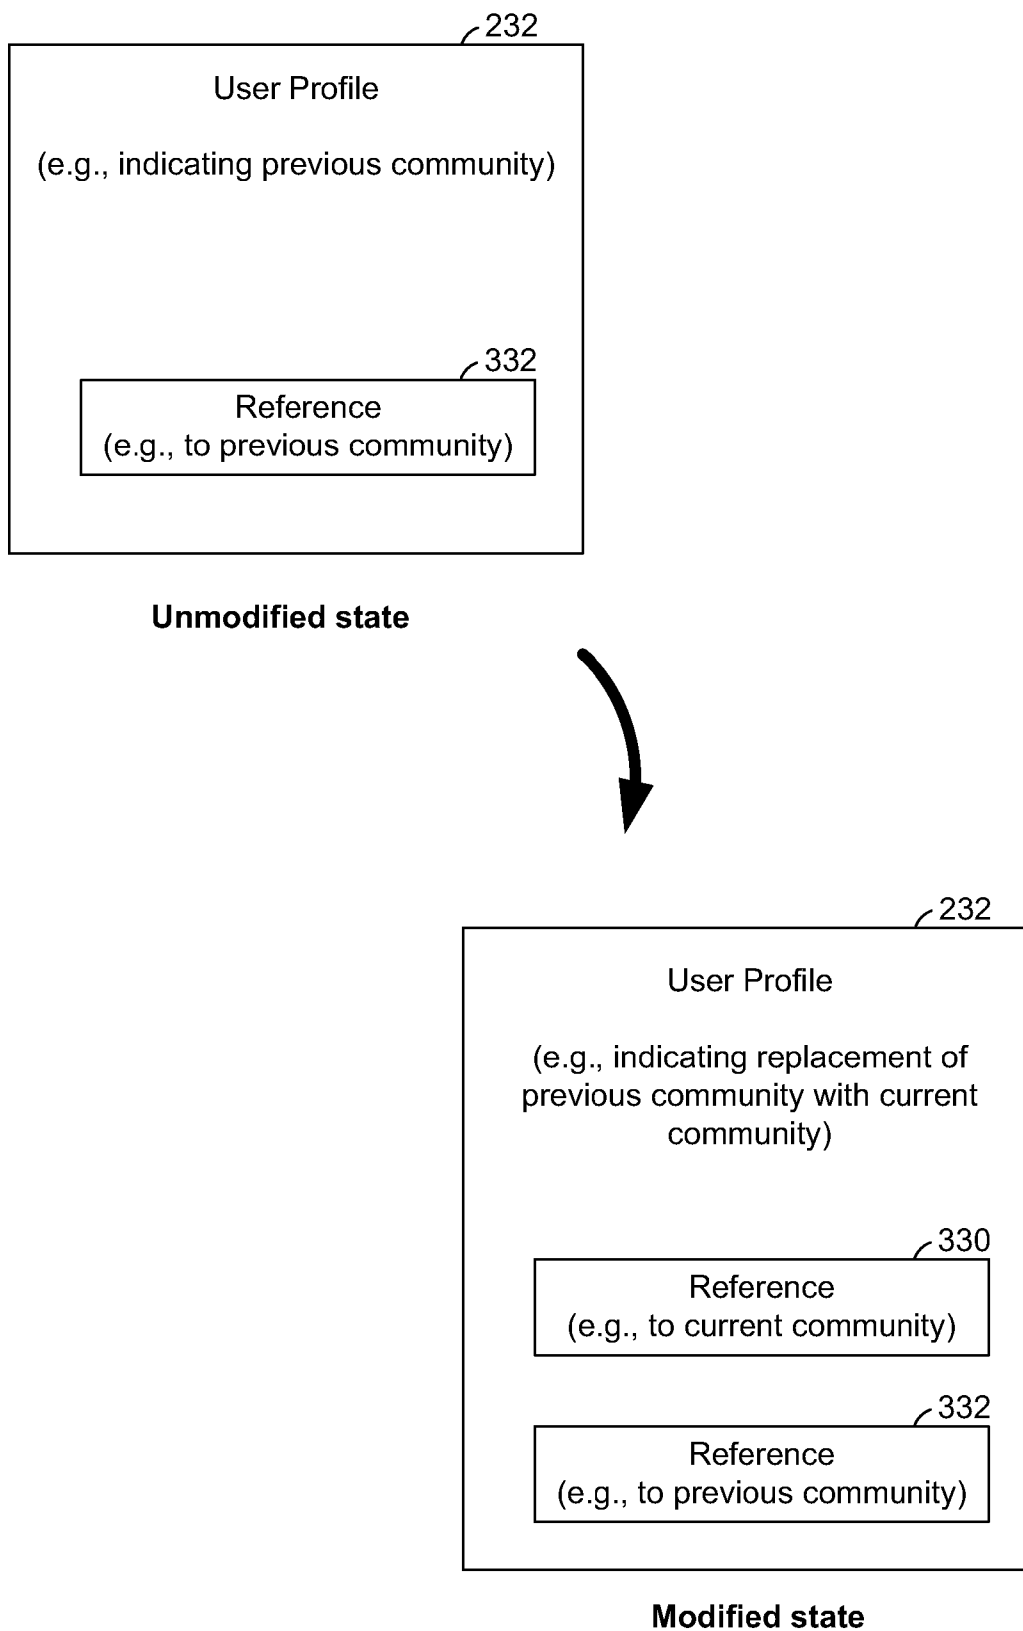 232
User Profile
(e.g., indicating previous community)
332
Reference
(e.g., to previous community)
Unmodified state
232
User Profile
(e.g., indicating replacement of
previous community with current
community)
330
Reference
(e.g., to current community)
332
Reference
(e.g., to previous community)
Modified state